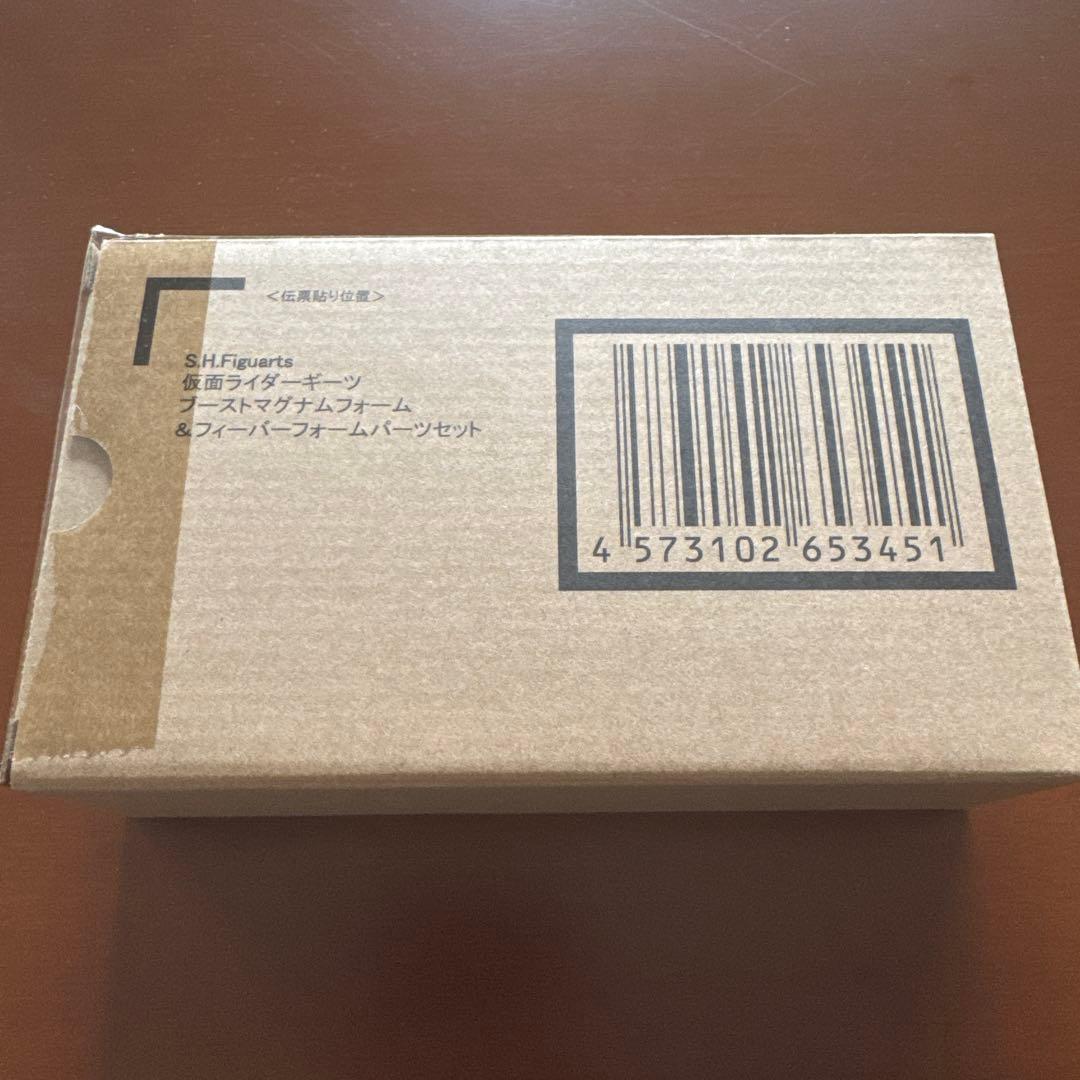 <伝票貼り位置>
S.H.Figuarts
仮面ライダーギーツ
ブーストマグナムフォーム
&フィーバーフォームパーツセット
4 573102 653451